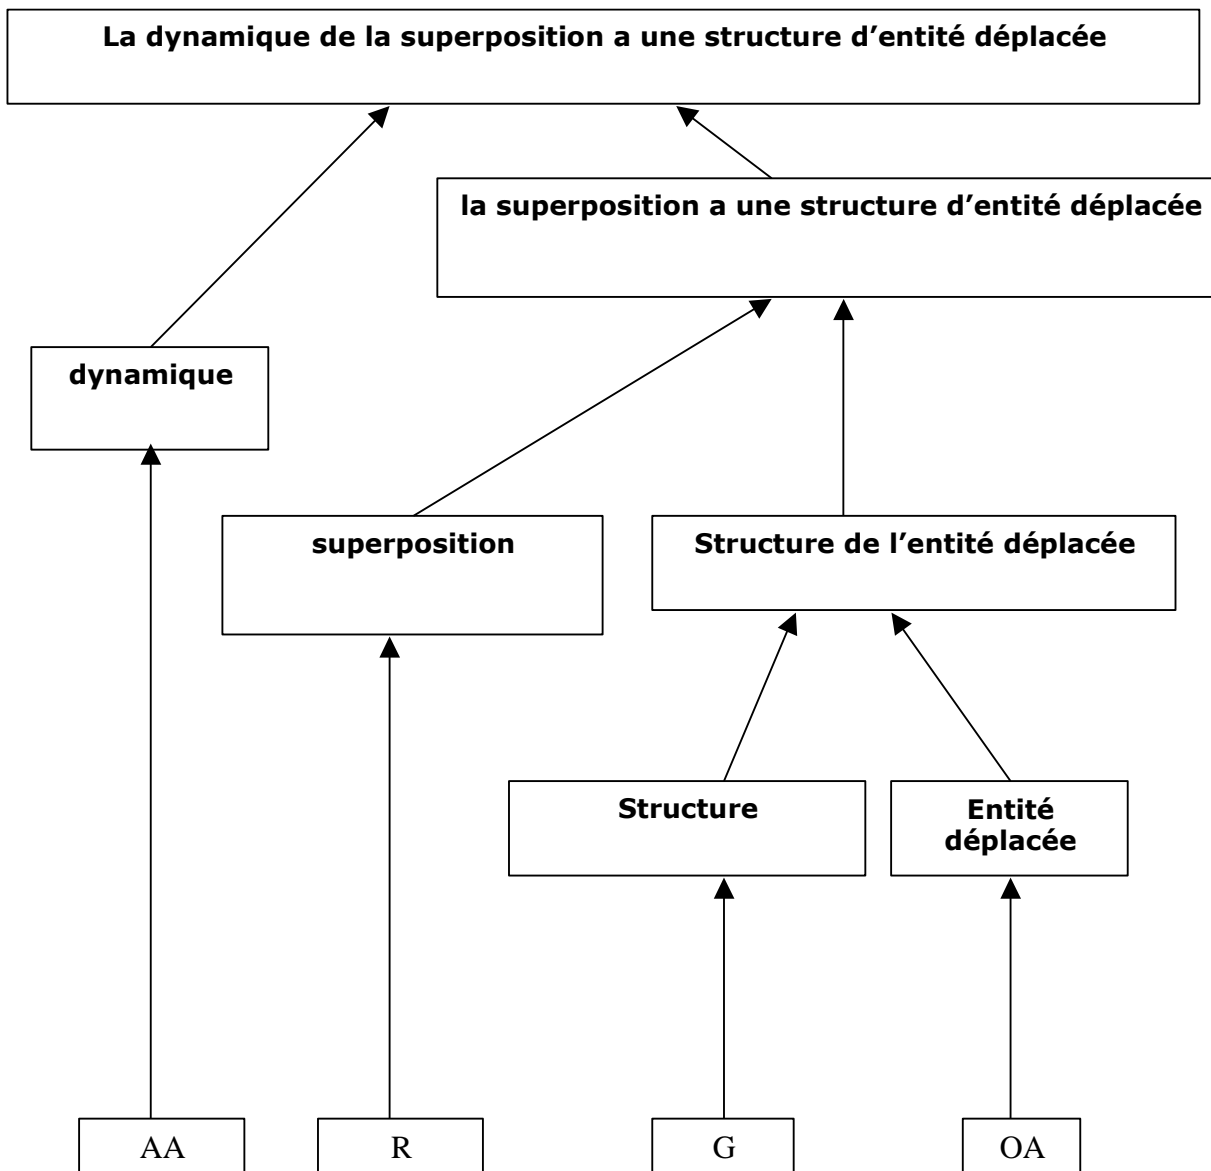 La dynamique de la superposition a une structure d’entité déplacée
la superposition a une structure d’entité déplacée
dynamique
superposition
Structure de l’entité déplacée
Structure
Entité
déplacée
AA
R
G
OA